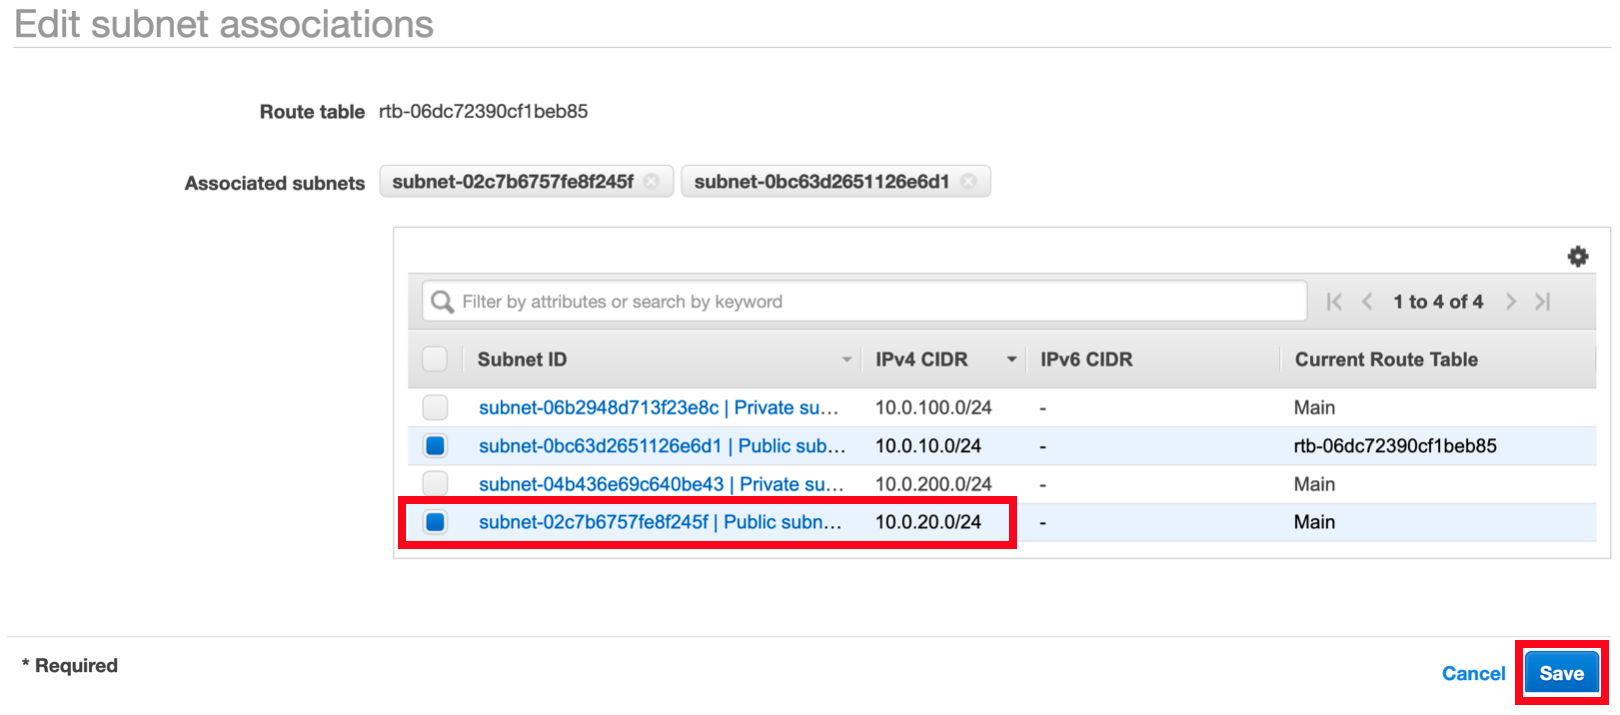 Edit subnet associations
Route table rtb-06dc72390cf1beb85
Associated subnets subnet-02c7b6757fe8f245f subnet-0bc63d2651126e6d1
Filter by attributes or search by keyword 1 to 4 of 4
Subnet ID IPv4 CIDR IPv6 CIDR Current Route Table
subnet-06b2948d713f23e8c | Private su... 10.0.100.0/24 - Main
subnet-0bc63d2651126e6d1 | Public sub... 10.0.10.0/24 - rtb-06dc72390cf1beb85
subnet-04b436e69c640be43 | Private su... 10.0.200.0/24 - Main
subnet-02c7b6757fe8f245f | Public subn... 10.0.20.0/24 - Main
* Required
Cancel Save